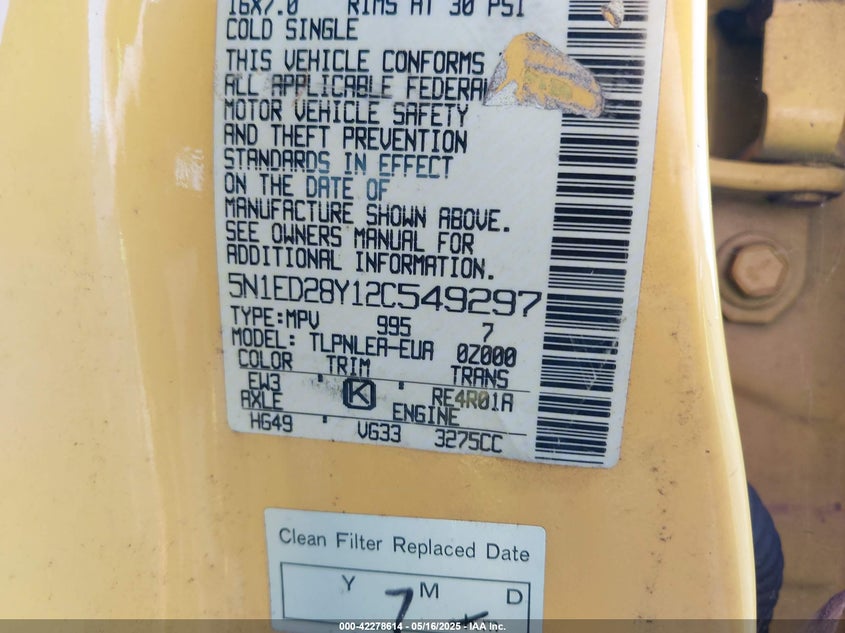 16X7.0 RIMS AT 30 PSI
COLD SINGLE
THIS VEHICLE CONFORMS
ALL APPLICABLE FEDERAL
MOTOR VEHICLE SAFETY
AND THEFT PREVENTION
STANDARDS IN EFFECT
ON THE DATE OF
MANUFACTURE SHOWN ABOVE.
SEE OWNERS MANUAL FOR
ADDITIONAL INFORMATION.
5N1ED28Y12C549297
TYPE:MPV 995 7
MODEL: TLPNLEA-EUA 0Z000
COLOR TRIM TRANS
EW3 K RE4R01A
AXLE ENGINE
HG49 VG33 3275CC
Clean Filter Replaced Date
Y M D
7
000-42278614 - 05/16/2025 - IAA Inc.